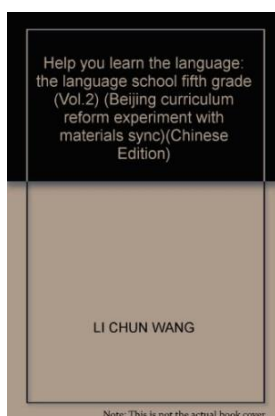 Help you learn the language:
the language school fifth grade
(Vol.2) (Beijing curriculum
reform experiment with
materials sync)(Chinese
Edition)
LI CHUN WANG
Note: This is not the actual book cover